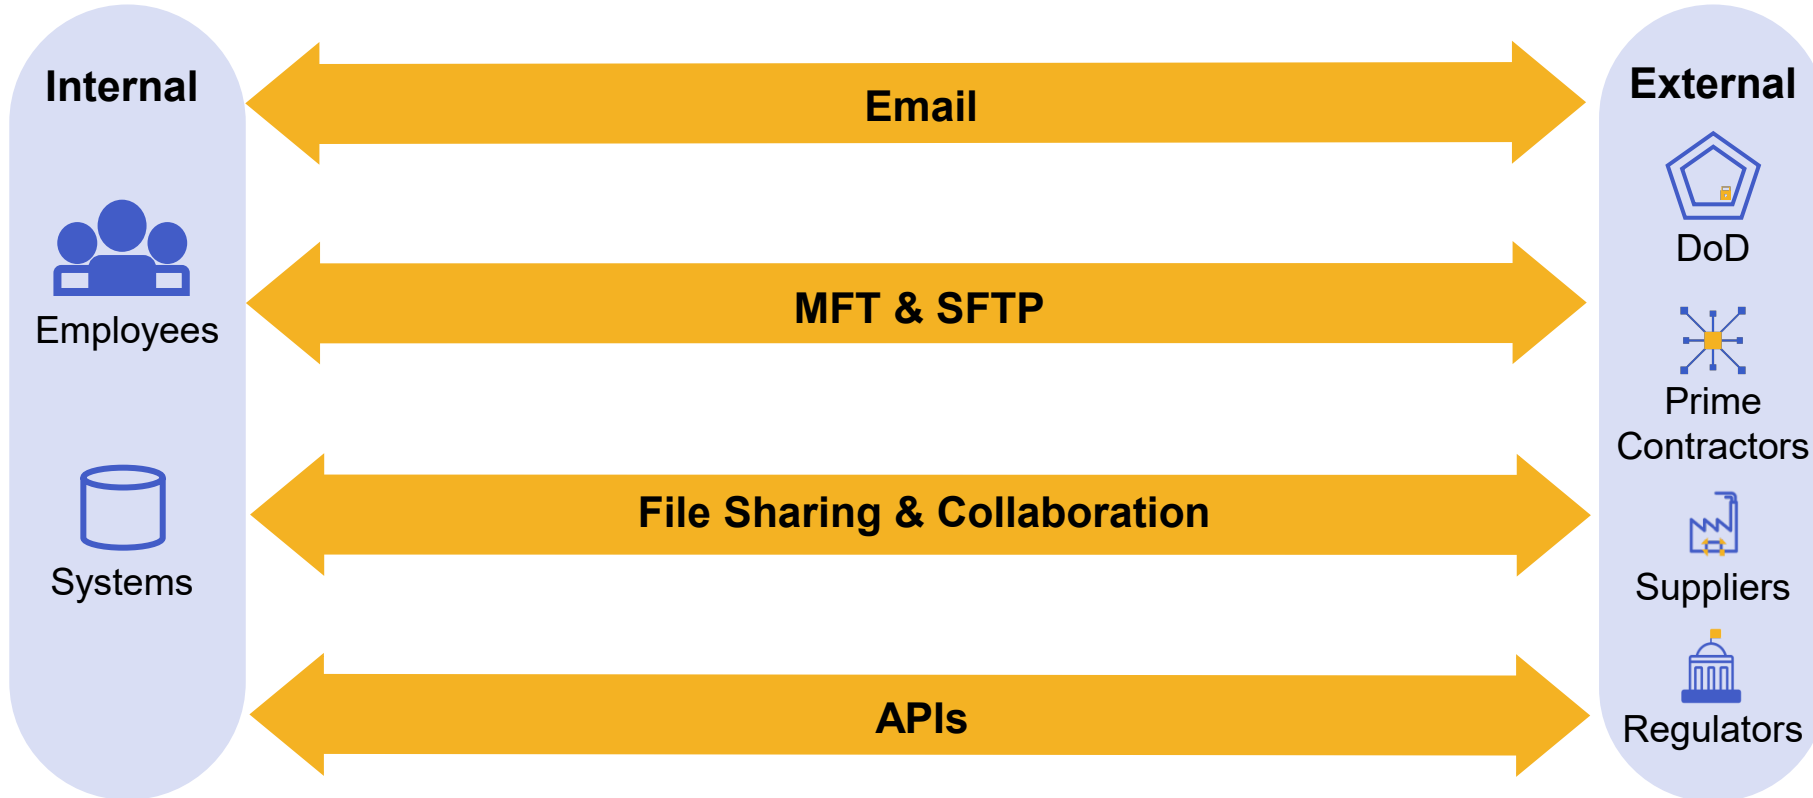 Internal
Employees
Systems
Email
MFT & SFTP
File Sharing & Collaboration
APIs
External
DoD
Prime
Contractors
Suppliers
Regulators